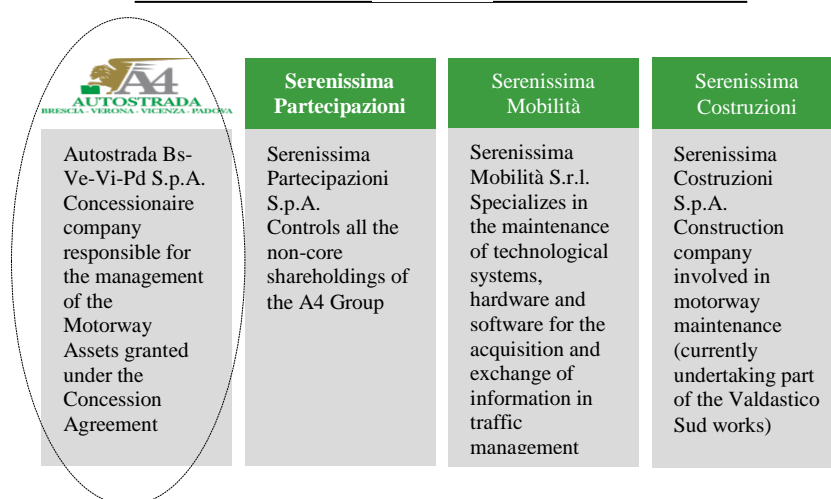 A4
AUTOSTRADA
BRESCIA - VERONA - VICENZA - PADOVA
Autostrada Bs-
Ve-Vi-Pd S.p.A.
Concessionaire
company
responsible for
the management
of the
Motorway
Assets granted
under the
Concession
Agreement
Serenissima
Partecipazioni
Serenissima
Partecipazioni
S.p.A.
Controls all the
non-core
shareholdings of
the A4 Group
Serenissima
Mobilità
Serenissima
Mobilità S.r.l.
Specializes in
the maintenance
of technological
systems,
hardware and
software for the
acquisition and
exchange of
information in
traffic
management
Serenissima
Costruzioni
Serenissima
Costruzioni
S.p.A.
Construction
company
involved in
motorway
maintenance
(currently
undertaking part
of the Valdastico
Sud works)